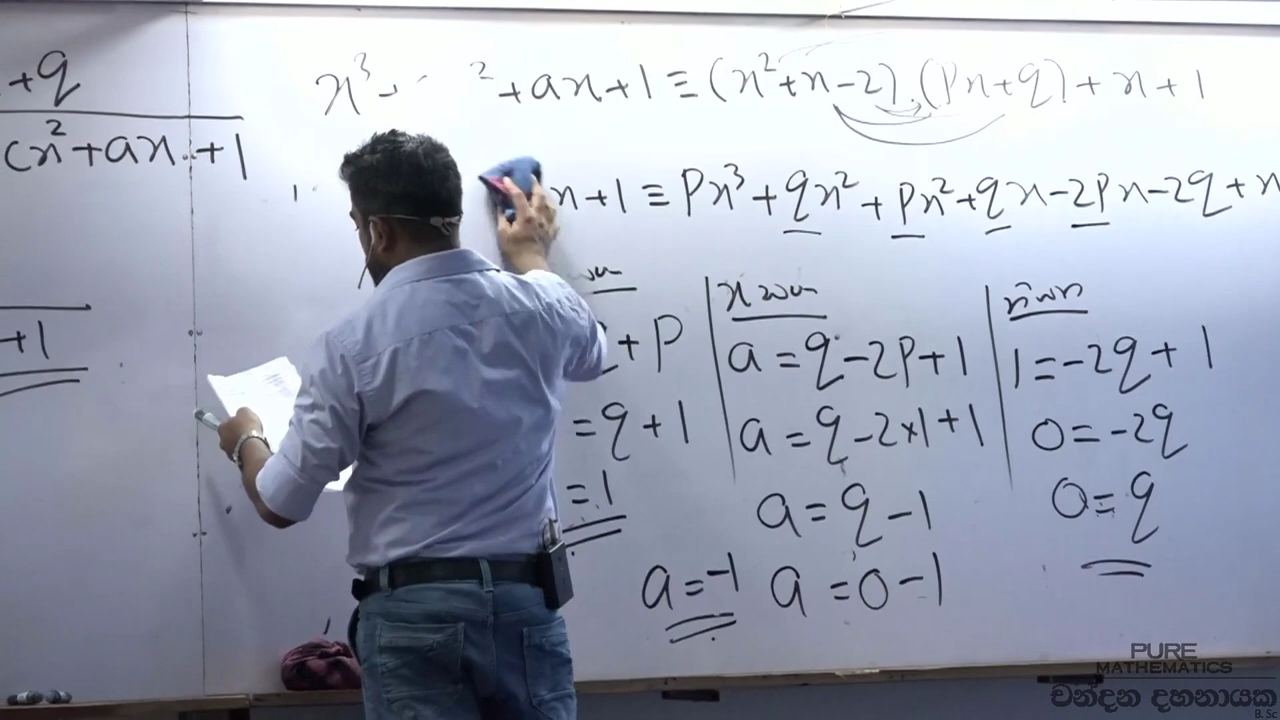 +q
cx²+ax+1
+1
x³+ ²+ax+1≡(x²+x-2)(Px+q)+x+1
x+1≡Px³+qx²+Px²+qx-2Px-2q+x
+P
=q+1
=1
a=q-2P+1
a=q-2×1+1
a=q-1
a=0-1
a=-1
1=-2q+1
0=-2q
0=q
PURE
MATHEMATICS
චන්දන දහනායක
B.Sc